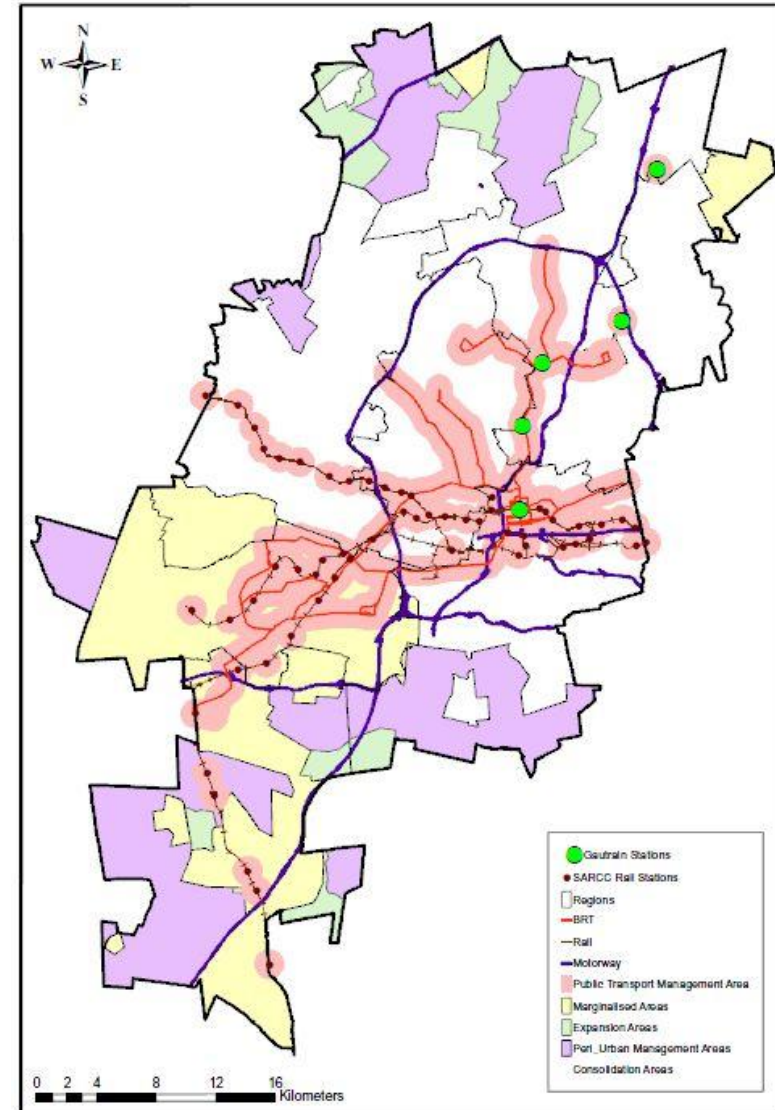 N
W E
S
Gautrain Stations
SARCC Rail Stations
Regions
BRT
Rail
Motorway
Public Transport Management Area
Marginalised Areas
Expansion Areas
Peri_Urban Management Areas
Consolidation Areas
0 2 4 8 12 16
Kilometers